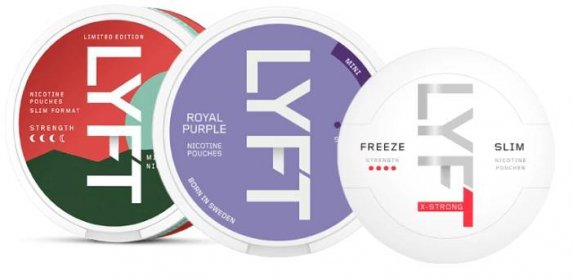 LIMITED EDITION
LYFT
NICOTINE
POUCHES
SLIM FORMAT
STRENGTH
LYFT
MINI
ROYAL
PURPLE
NICOTINE
POUCHES
BORN IN SWEDEN
LYFT
FREEZE
STRENGTH
SLIM
NICOTINE
POUCHES
X-STRONG